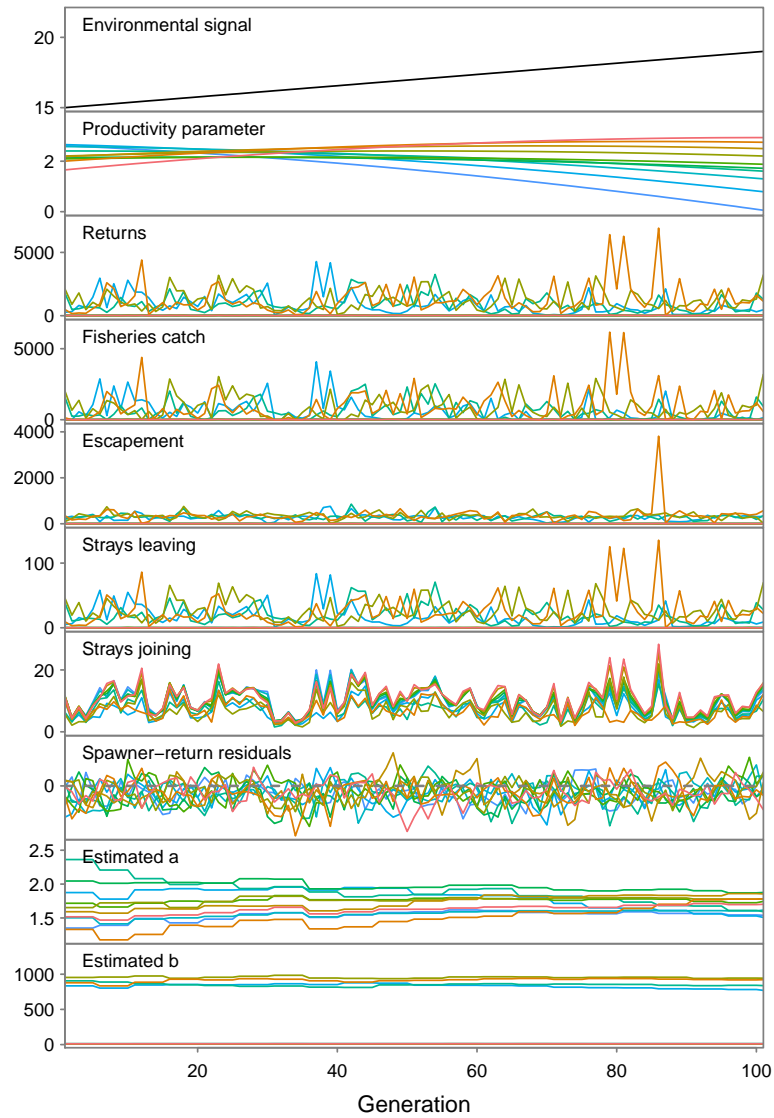 Environmental signal
20
15
Productivity parameter
2
0
Returns
5000
0
Fisheries catch
5000
0
Escapement
4000
2000
0
Strays leaving
100
0
Strays joining
20
0
Spawner−return residuals
0
Estimated a
2.5
2.0
1.5
Estimated b
1000
500
0
20 40 60 80 100
Generation